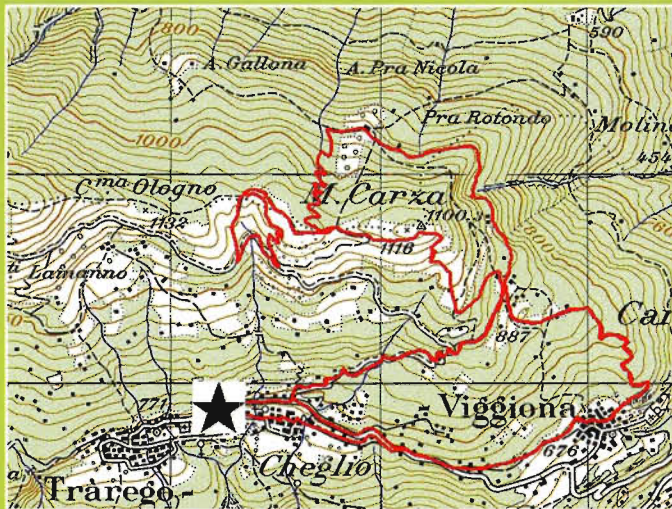 800
590
A. Gallona
A. Pra Nicola
Pra Rotondo
Molin
1000
454
Cma Ologno
M. Carza
1132
1100
1116
800
Lamanno
887
Can
771
Viggiona
676
Cheglio
Trarego-